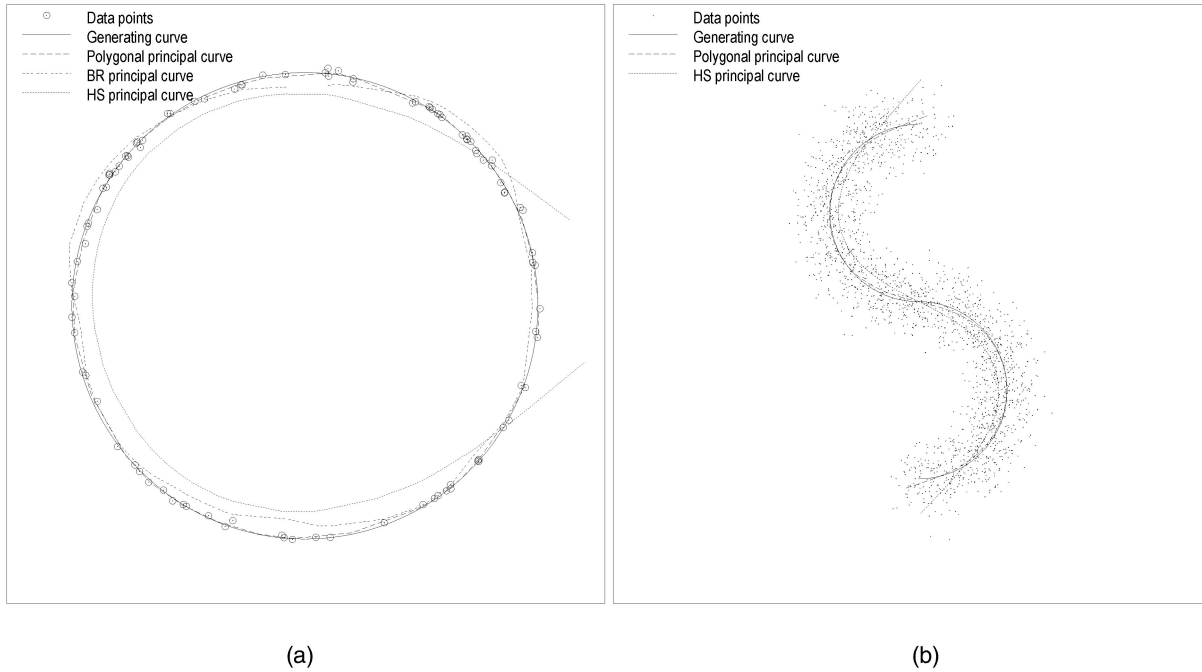 Data points
Generating curve
Polygonal principal curve
BR principal curve
HS principal curve
Data points
Generating curve
Polygonal principal curve
HS principal curve
(a)
(b)